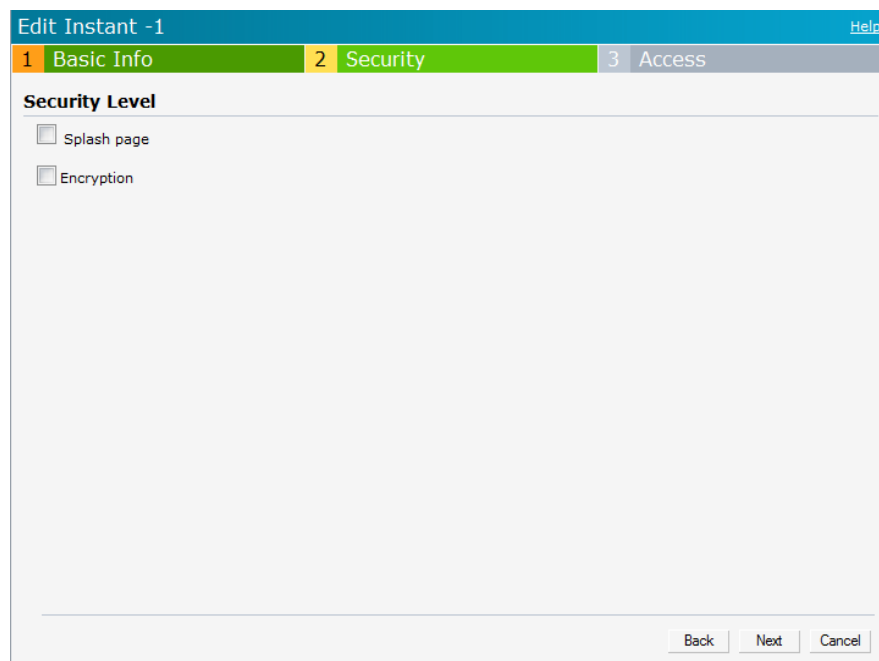 Edit Instant -1 Help
1 Basic Info 2 Security 3 Access
Security Level
Splash page
Encryption
Back Next Cancel